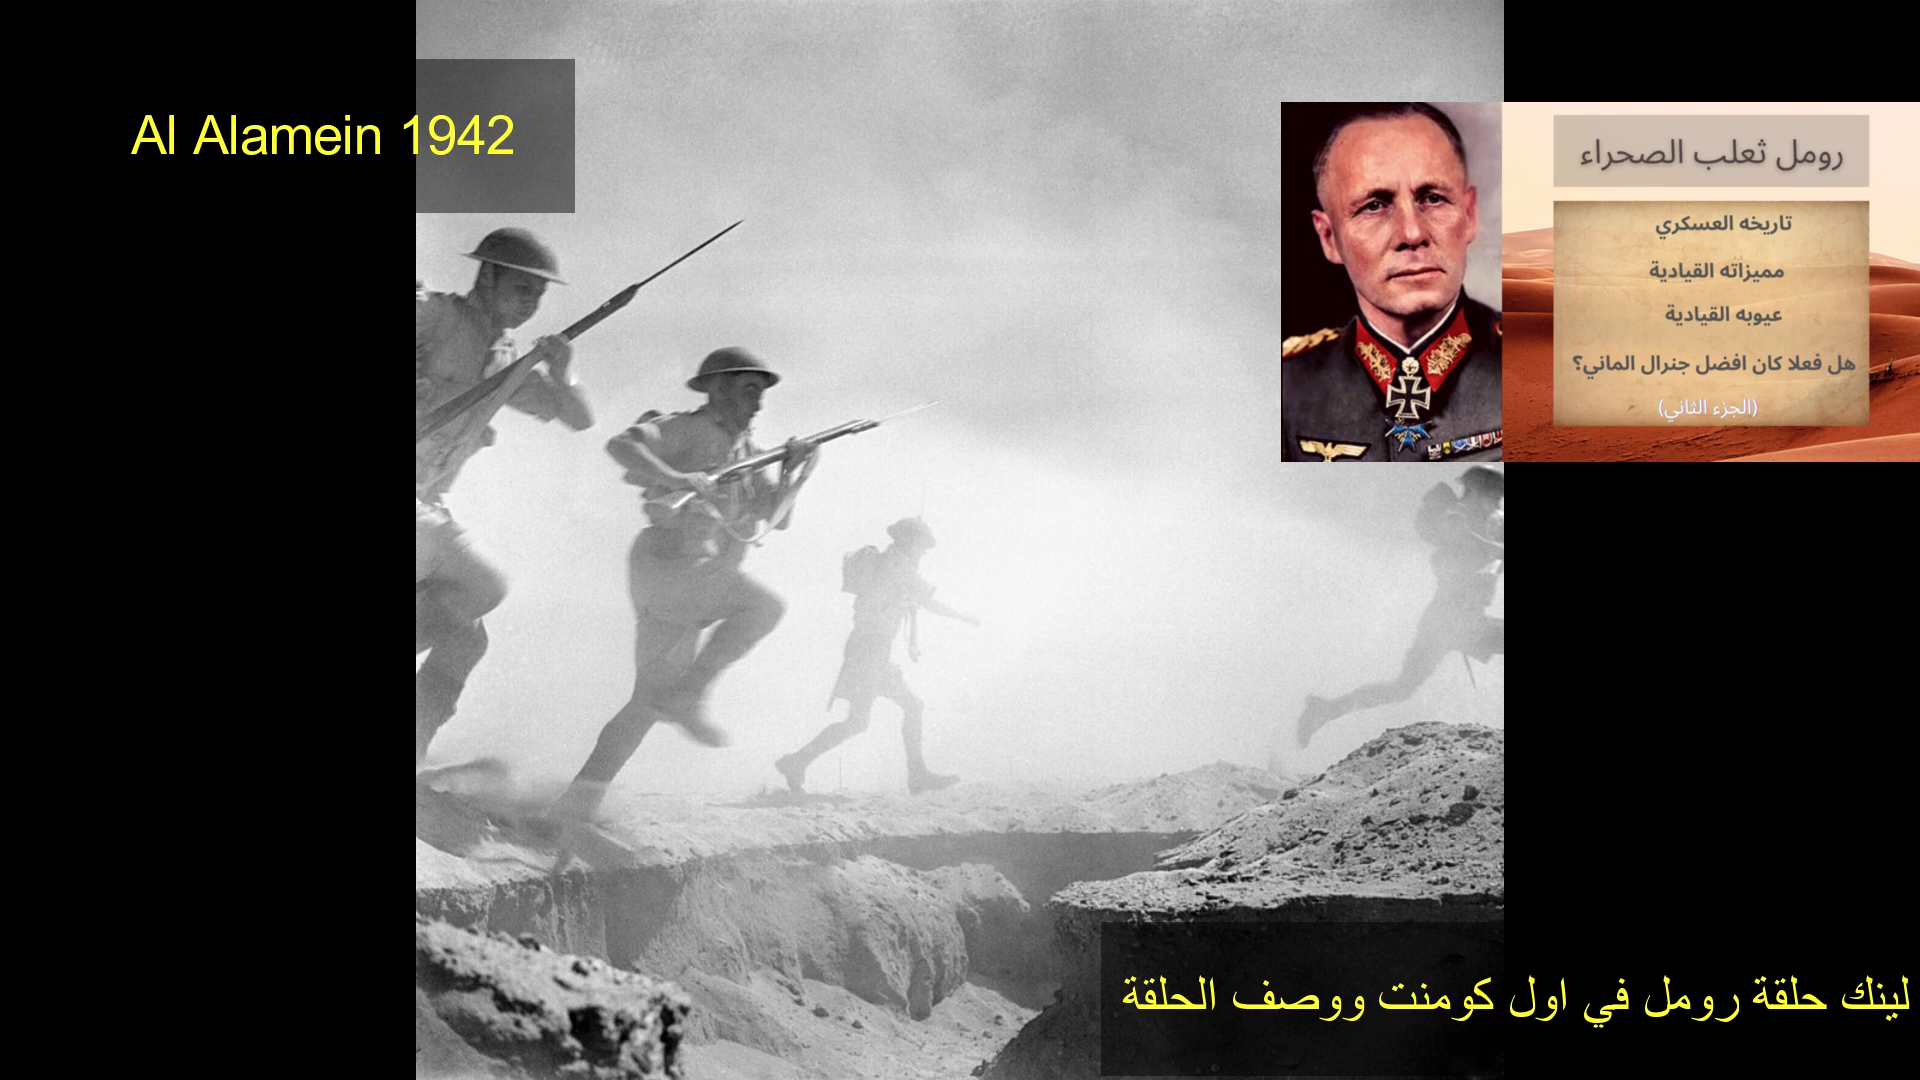 Al Alamein 1942
رومل ثعلب الصحراء
تاريخه العسكري
مميزاته القيادية
عيوبه القيادية
هل فعلا كان افضل جنرال الماني؟
(الجزء الثاني)
لينك حلقة رومل في اول كومنت ووصف الحلقة